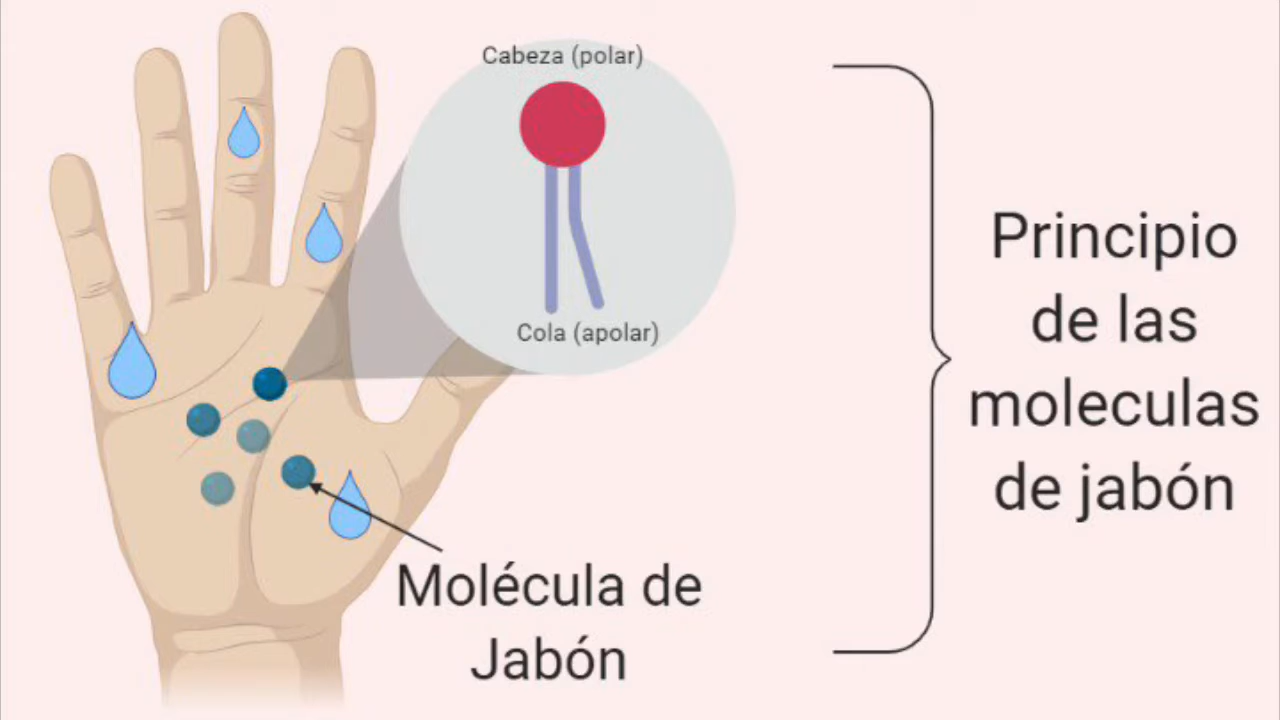 Cabeza (polar)
Cola (apolar)
Molécula de
Jabón
Principio
de las
moleculas
de jabón